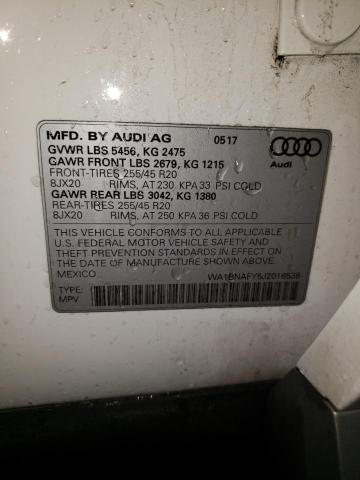 MFD. BY AUDI AG 0517
GVWR LBS 5456, KG 2475
GAWR FRONT LBS 2679, KG 1215
FRONT-TIRES 255/45 R20
8JX20 RIMS, AT 230 KPA 33 PSI COLD
GAWR REAR LBS 3042, KG 1380
REAR-TIRES 255/45 R20
8JX20 RIMS, AT 250 KPA 36 PSI COLD
Audi
THIS VEHICLE CONFORMS TO ALL APPLICABLE
U.S. FEDERAL MOTOR VEHICLE SAFETY AND
THEFT PREVENTION STANDARDS IN EFFECT
ON THE DATE OF MANUFACTURE SHOWN ABOVE.
MEXICO WA1BNAFY5J2016538
TYPE:
MPV